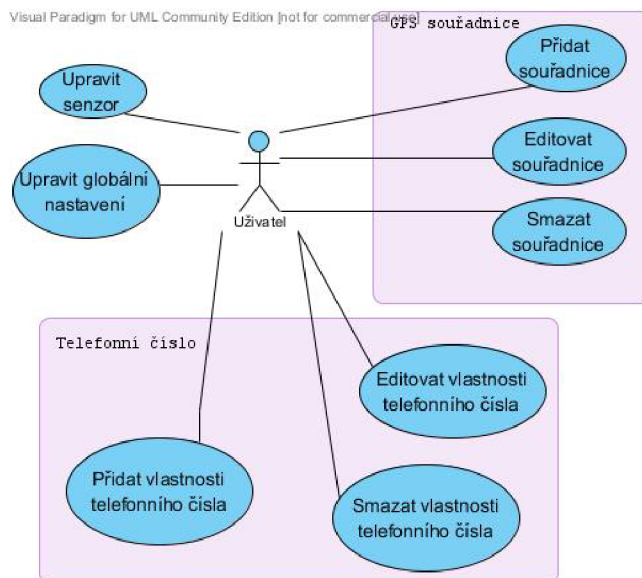 Visual Paradigm for UML Community Edition [not for commercial use]
GPS souřadnice
Přidat
souřadnice
Upravit
senzor
Editovat
souřadnice
Upravit globální
nastavení
Smazat
souřadnice
Uživatel
Telefonní číslo
Editovat vlastnosti
telefonního čísla
Přidat vlastnosti
telefonního čísla
Smazat vlastnosti
telefonního čísla